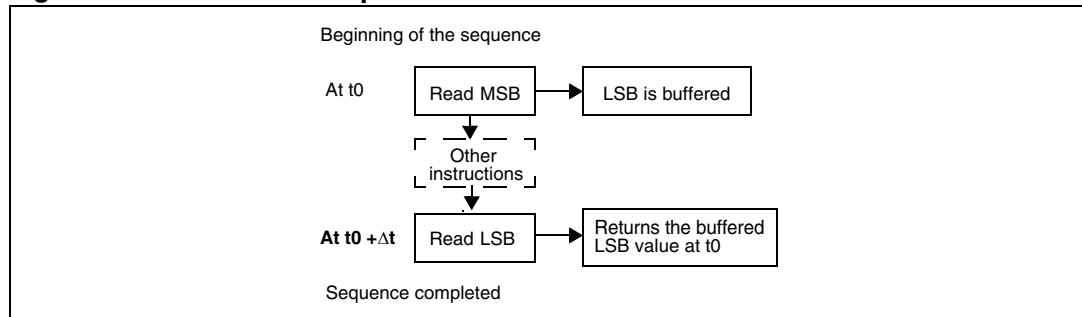 Beginning of the sequence
At t0
Read MSB
LSB is buffered
Other
instructions
At t0 +Δt
Read LSB
Returns the buffered
LSB value at t0
Sequence completed